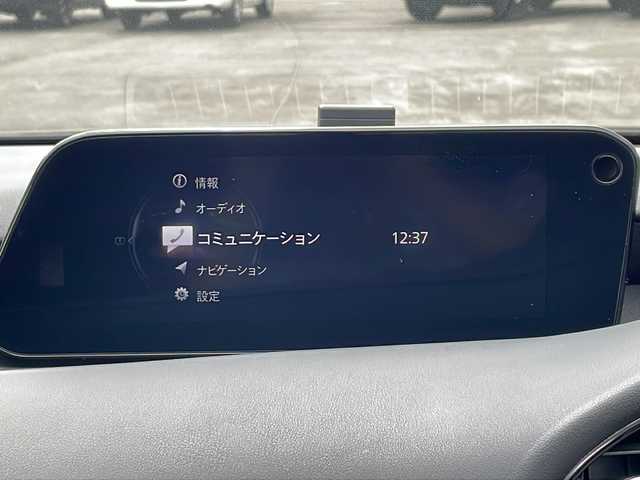 情報
オーディオ
コミュニケーション 12:37
ナビゲーション
設定